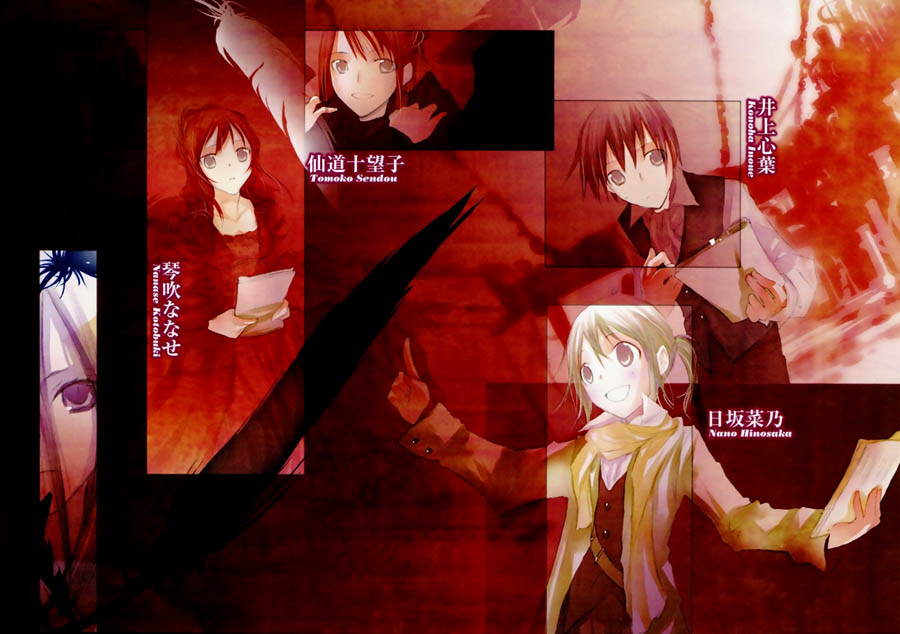 仙道十望子
Tomoko Sendou
井上心葉
Konoha Inoue
琴吹ななせ
Nanase Kotobuki
日坂菜乃
Nano Hinosaka